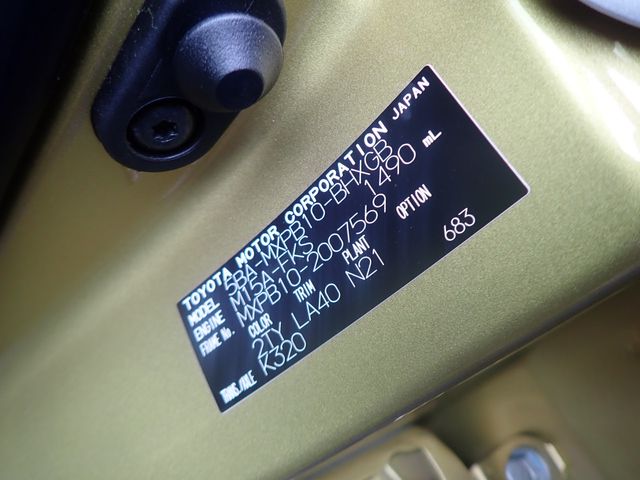 TOYOTA MOTOR CORPORATION JAPAN
MODEL 5BA-MXPB10-BHXGB
ENGINE M15A-FKS 1490 mL
FRAME No. MXPB10-2007569
COLOR TRIM PLANT OPTION
2TY LA40 N21 683
TRANS./AXLE K320